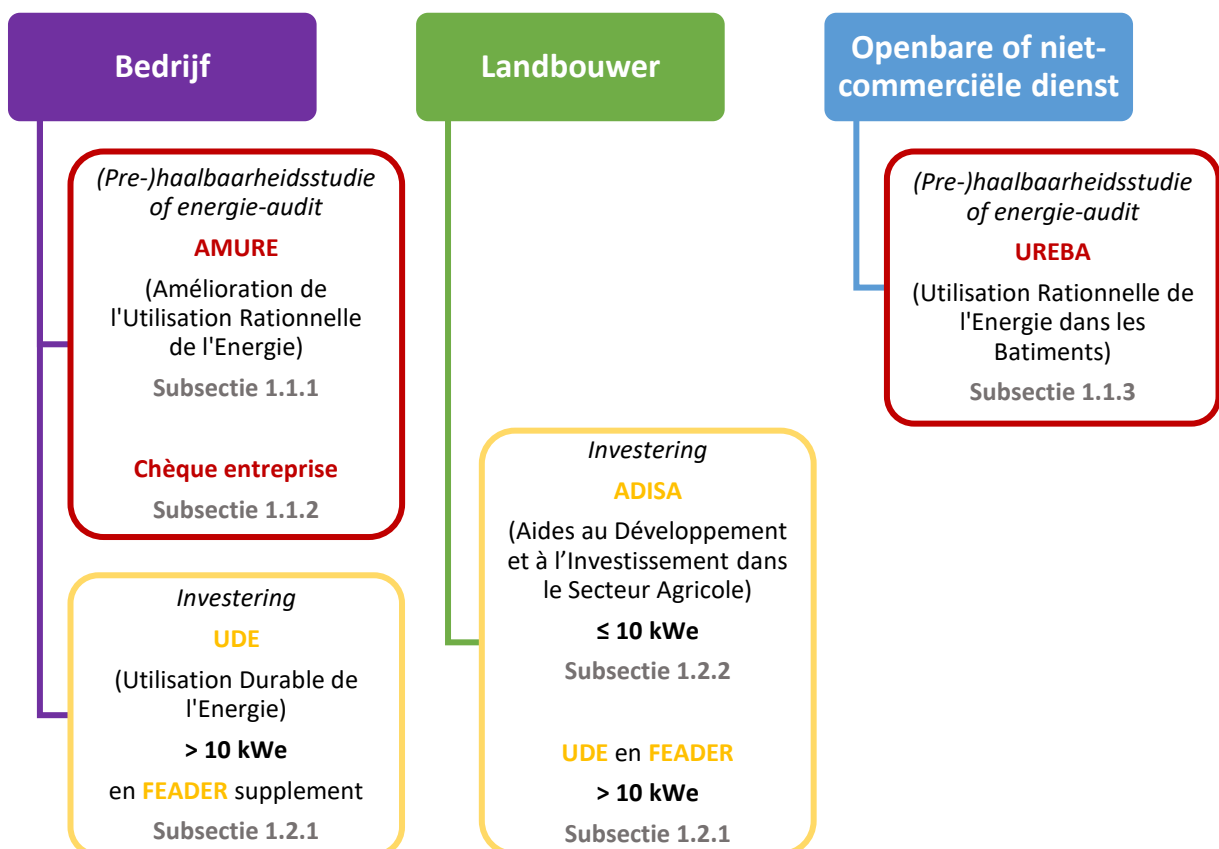 Bedrijf
(Pre-)haalbaarheidsstudie
of energie-audit
AMURE
(Amélioration de
l'Utilisation Rationnelle
de l'Energie)
Subsectie 1.1.1
Chèque entreprise
Subsectie 1.1.2
Investering
UDE
(Utilisation Durable de
l'Energie)
> 10 kWe
en FEADER supplement
Subsectie 1.2.1
Landbouwer
Investering
ADISA
(Aides au Développement
et à l’Investissement dans
le Secteur Agricole)
≤ 10 kWe
Subsectie 1.2.2
UDE en FEADER
> 10 kWe
Subsectie 1.2.1
Openbare of niet-
commerciële dienst
(Pre-)haalbaarheidsstudie
of energie-audit
UREBA
(Utilisation Rationnelle de
l'Energie dans les
Batiments)
Subsectie 1.1.3